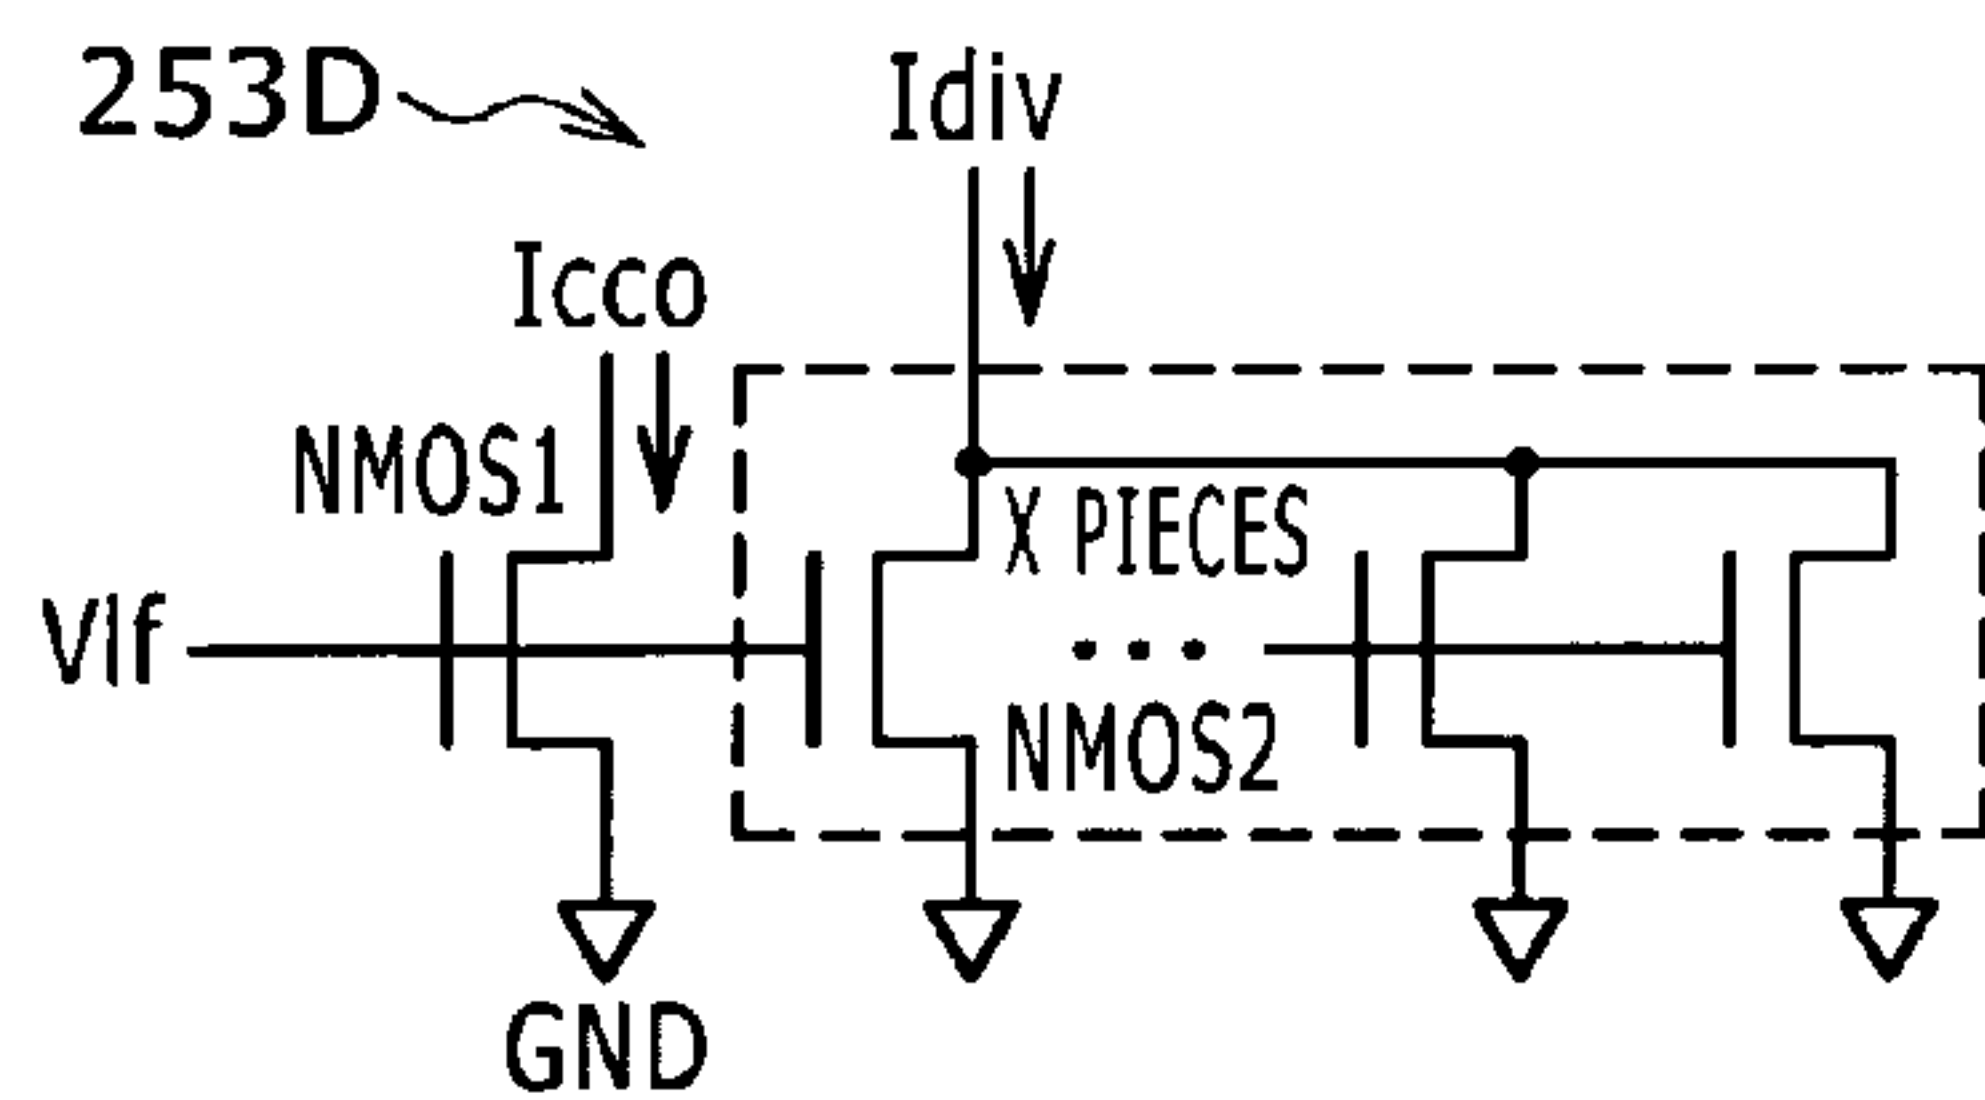 253D
Idiv
Icco
NMOS1
X PIECES
Vlf
NMOS2
GND